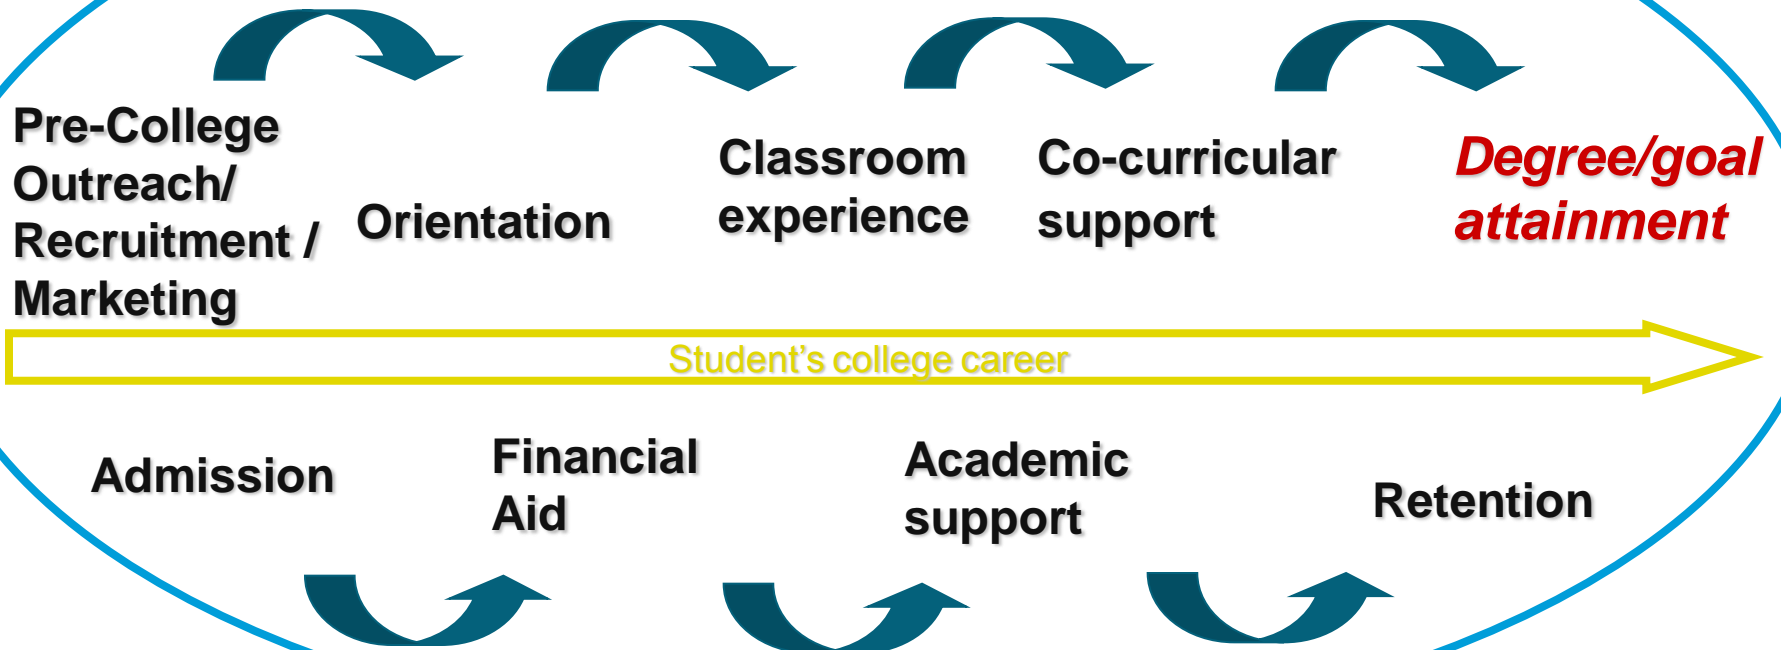 Pre-College
Outreach/
Recruitment /
Marketing
Orientation
Classroom
experience
Co-curricular
support
Degree/goal
attainment
Student’s college career
Admission
Financial
Aid
Academic
support
Retention